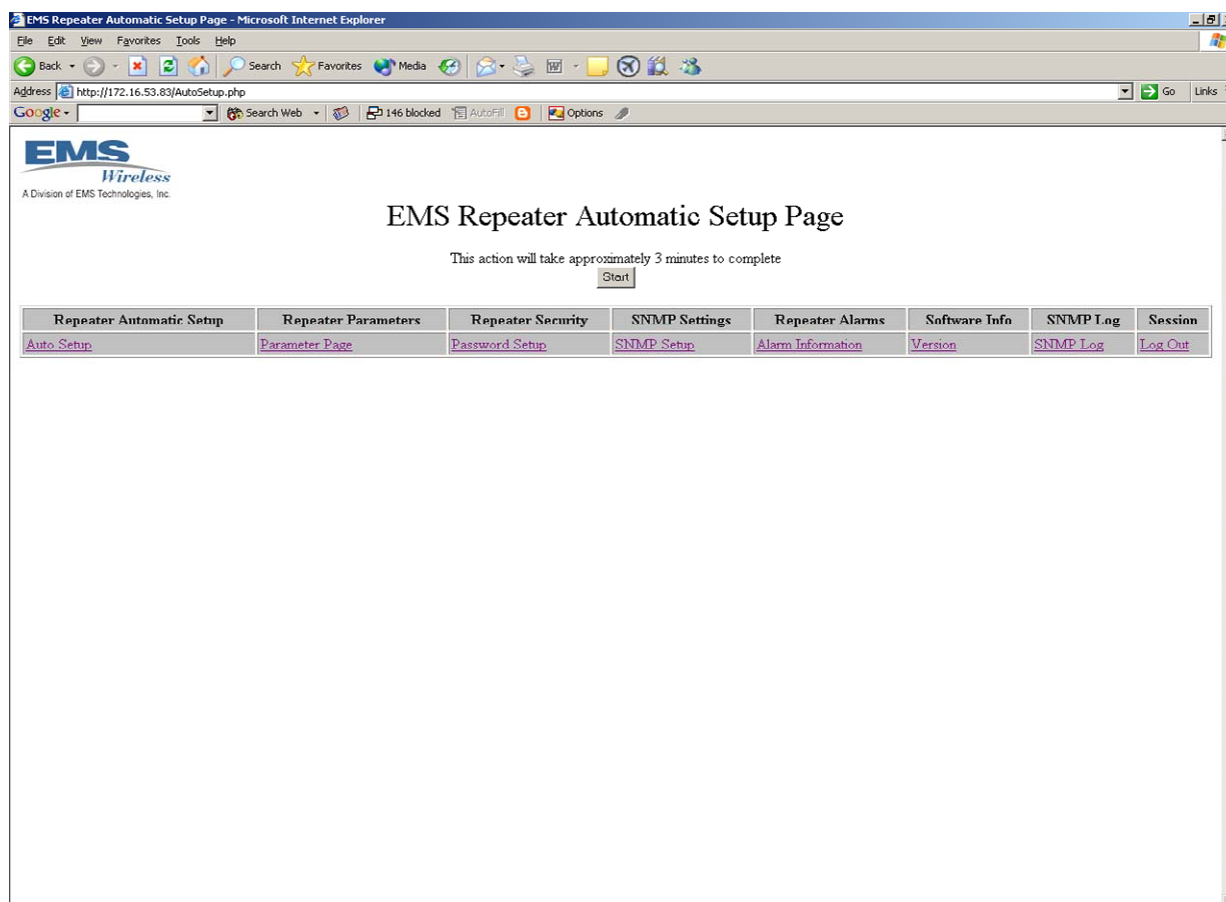 EMS Repeater Automatic Setup Page - Microsoft Internet Explorer
File Edit View Favorites Tools Help
Back Search Favorites Media
Address http://172.16.53.83/AutoSetup.php Go Links
Google Search Web 146 blocked AutoFill Options
EMS
Wireless
A Division of EMS Technologies, Inc.
EMS Repeater Automatic Setup Page
This action will take approximately 3 minutes to complete
Start
Repeater Automatic Setup Repeater Parameters Repeater Security SNMP Settings Repeater Alarms Software Info SNMP Log Session
Auto Setup Parameter Page Password Setup SNMP Setup Alarm Information Version SNMP Log Log Out